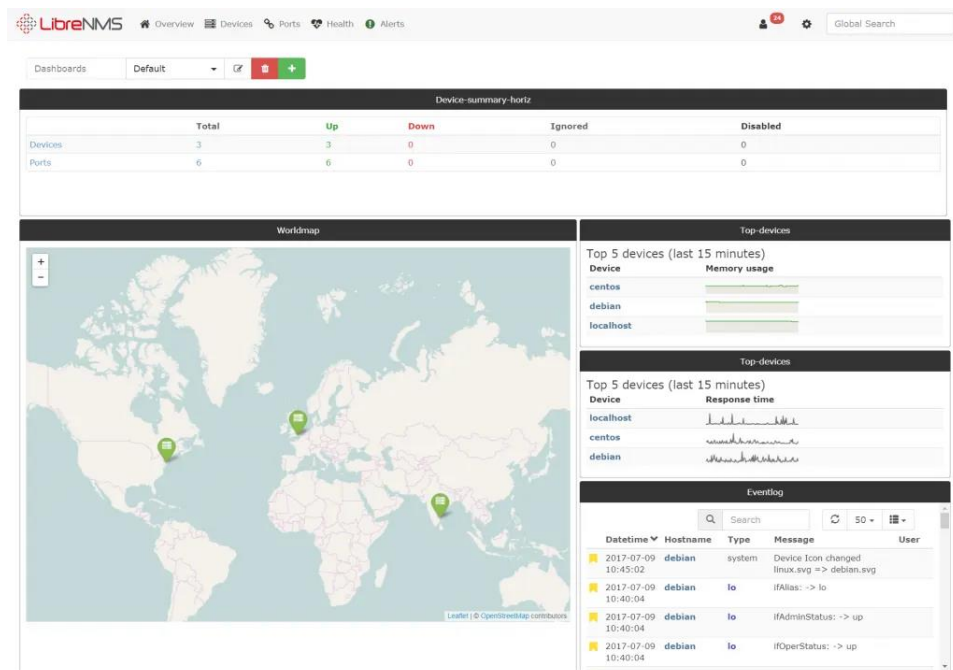 LibreNMS Overview Devices Ports Health Alerts 24 Global Search
Dashboards Default
Device-summary-horiz
Total Up Down Ignored Disabled
Devices 3 3 0 0 0
Ports 6 6 0 0 0
Worldmap
+
−
Leaflet | © OpenStreetMap contributors
Top-devices
Top 5 devices (last 15 minutes)
Device Memory usage
centos
debian
localhost
Top-devices
Top 5 devices (last 15 minutes)
Device Response time
localhost
centos
debian
Eventlog
Search 50
Datetime Hostname Type Message User
2017-07-09 debian system Device Icon changed
10:45:02 linux.svg => debian.svg
2017-07-09 debian lo ifAlias: -> lo
10:40:04
2017-07-09 debian lo ifAdminStatus: -> up
10:40:04
2017-07-09 debian lo ifOperStatus: -> up
10:40:04